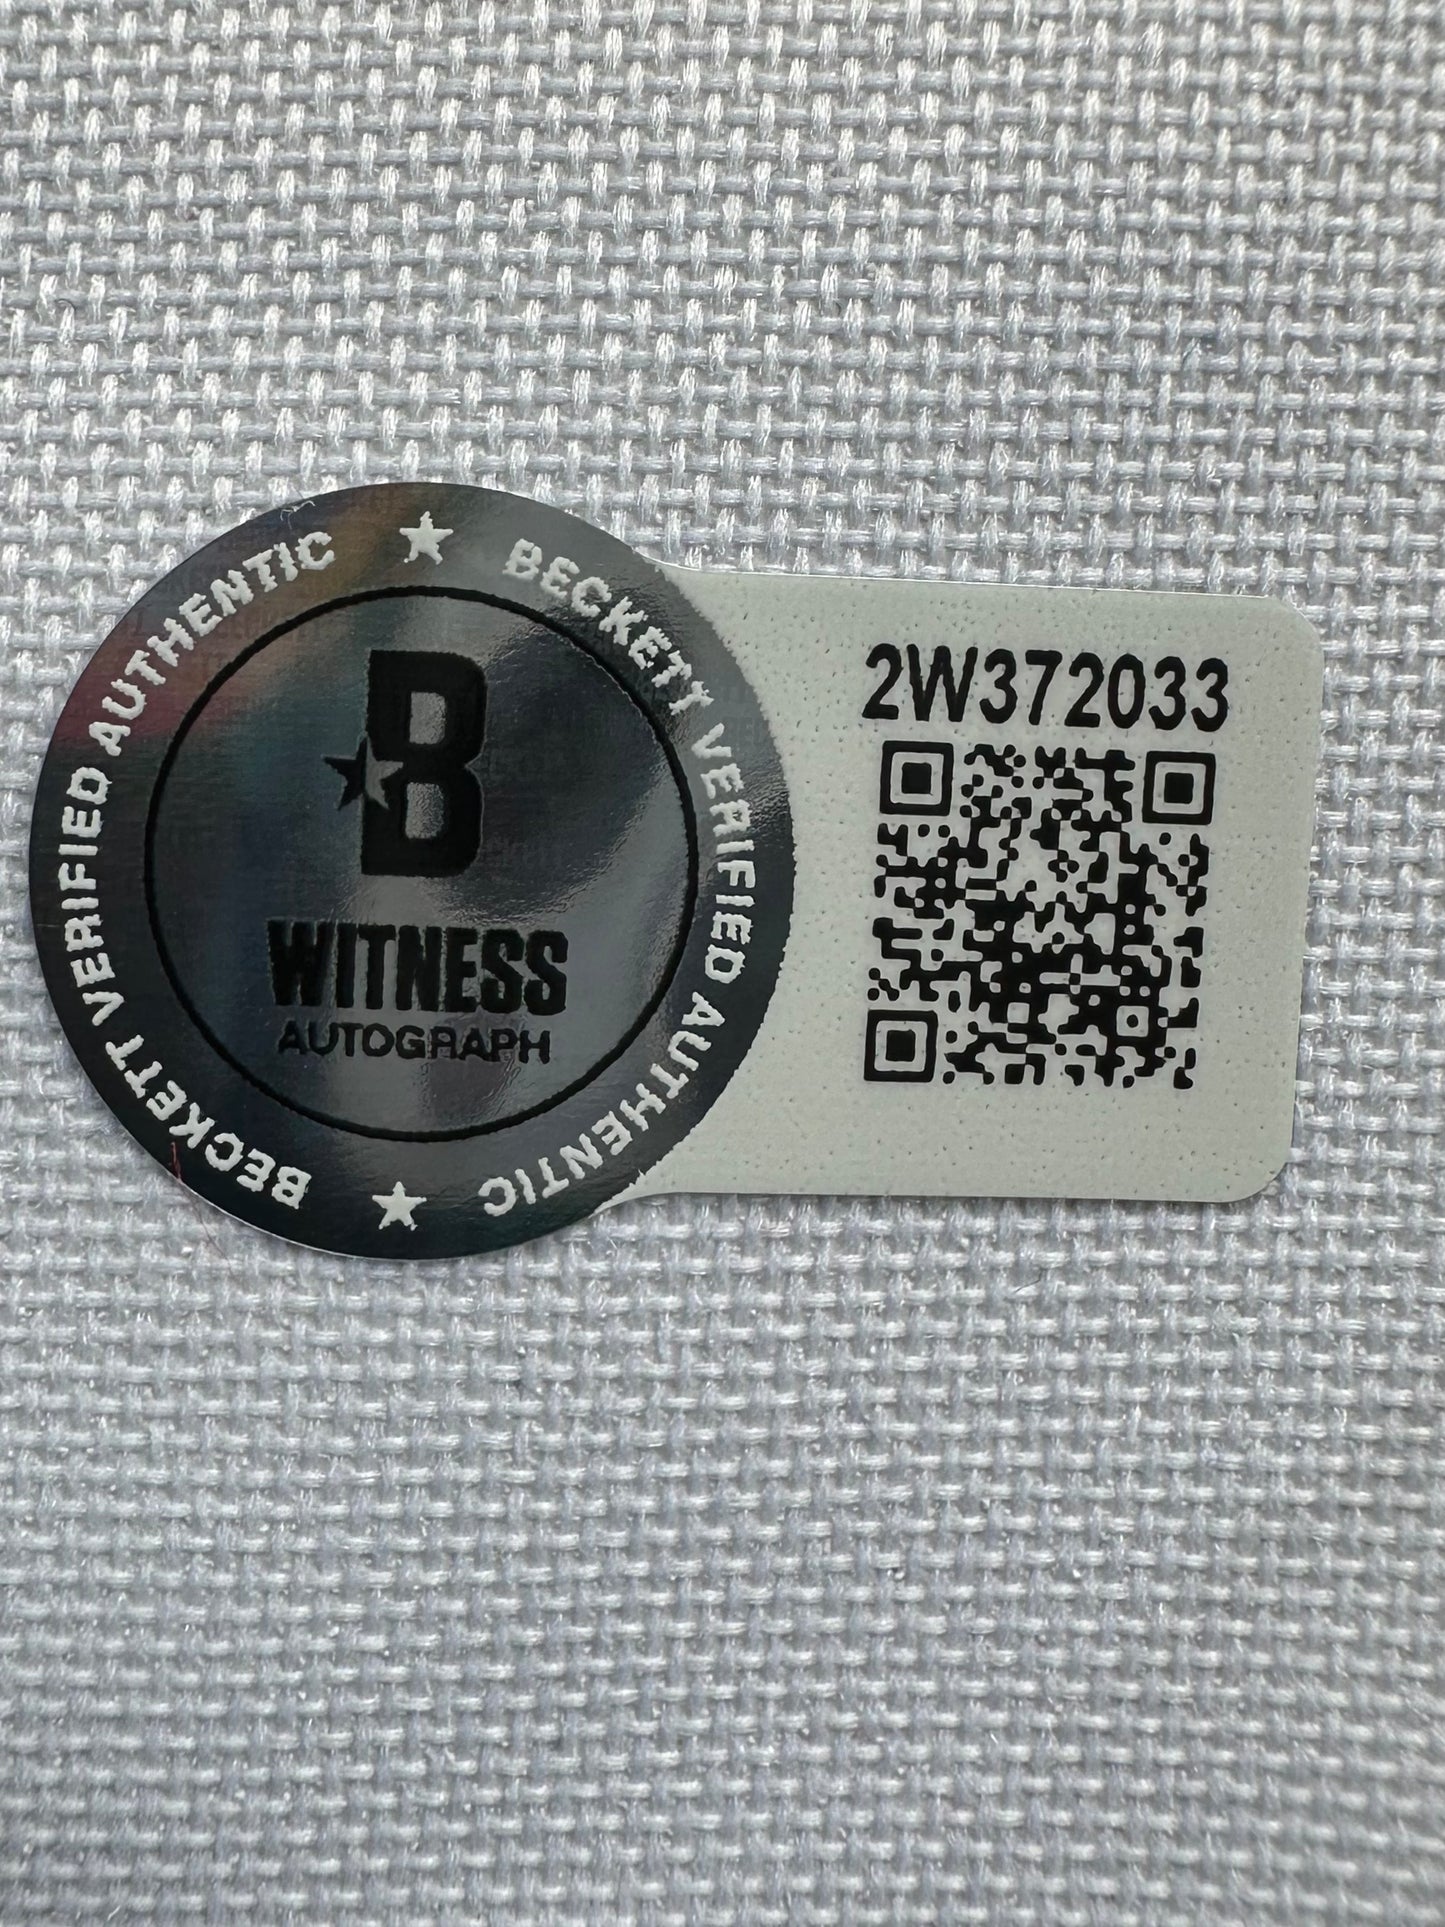 BECKETT VERIFIED AUTHENTIC
BECKETT VERIFIED AUTHENTIC
B
WITNESS
AUTOGRAPH
2W372033